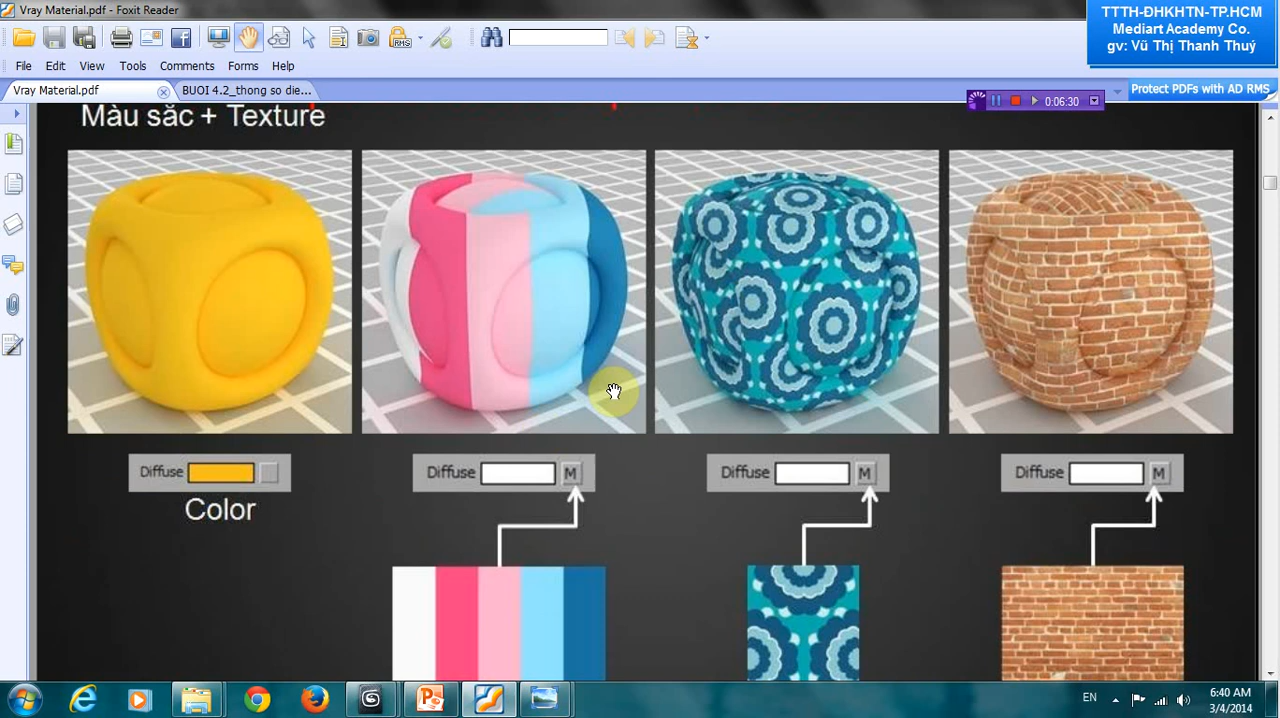 Vray Material.pdf - Foxit Reader
TTTH-ĐHKHTN-TP.HCM
Mediart Academy Co.
gv: Vũ Thị Thanh Thuý
File Edit View Tools Comments Forms Help
Vray Material.pdf
BUOI 4.2_thong so die...
0:06:30
Protect PDFs with AD RMS
Màu sắc + Texture
Diffuse
Diffuse M
Diffuse M
Diffuse M
Color
EN
6:40 AM
3/4/2014